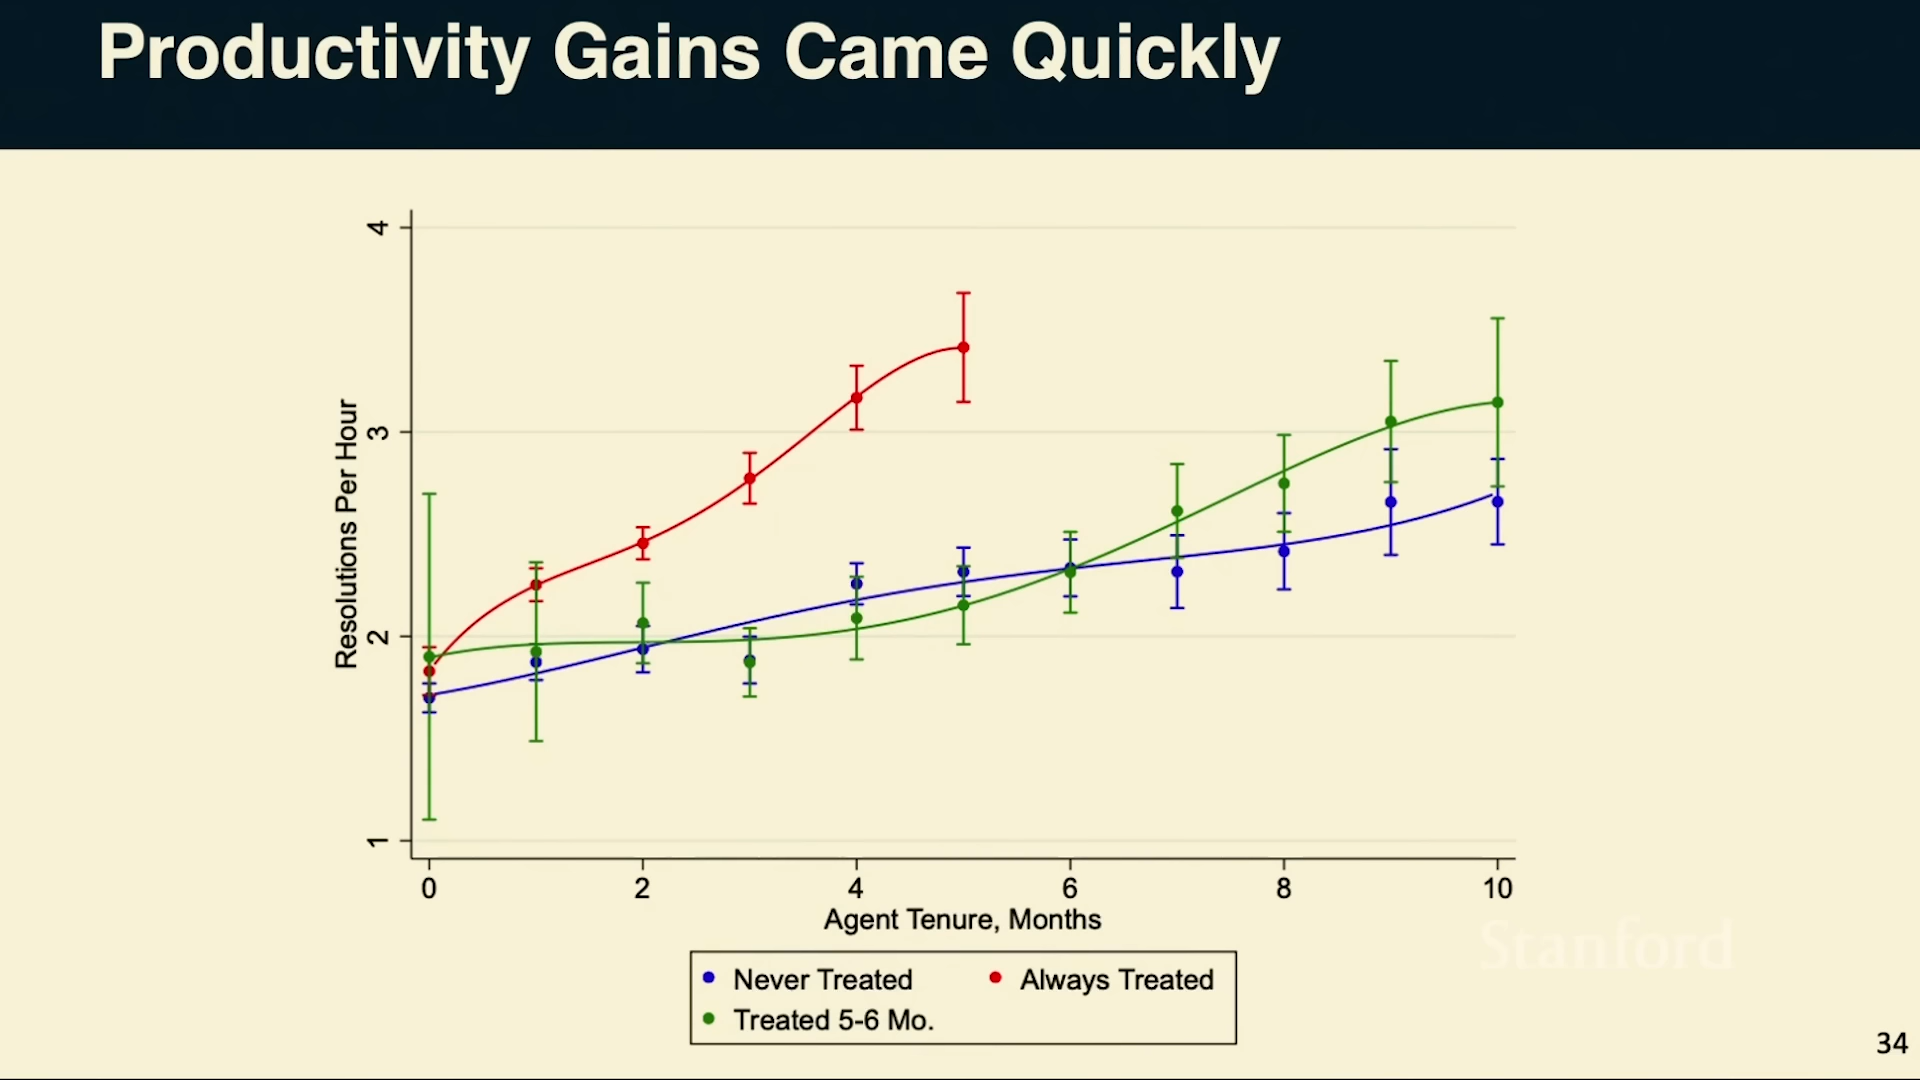 Productivity Gains Came Quickly
4
3
2
1
Resolutions Per Hour
0 2 4 6 8 10
Agent Tenure, Months
Never Treated Always Treated
Treated 5-6 Mo.
Stanford
34